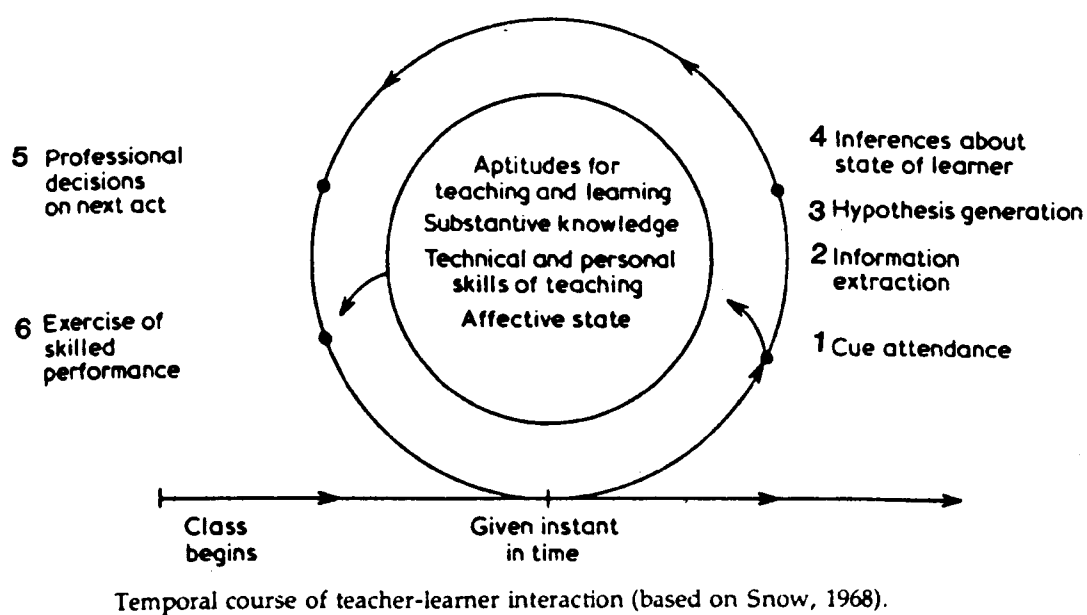 5 Professional
decisions
on next act
6 Exercise of
skilled
performance
Aptitudes for
teaching and learning
Substantive knowledge
Technical and personal
skills of teaching
Affective state
4 Inferences about
state of learner
3 Hypothesis generation
2 Information
extraction
1 Cue attendance
Class
begins
Given instant
in time
Temporal course of teacher-learner interaction (based on Snow, 1968).